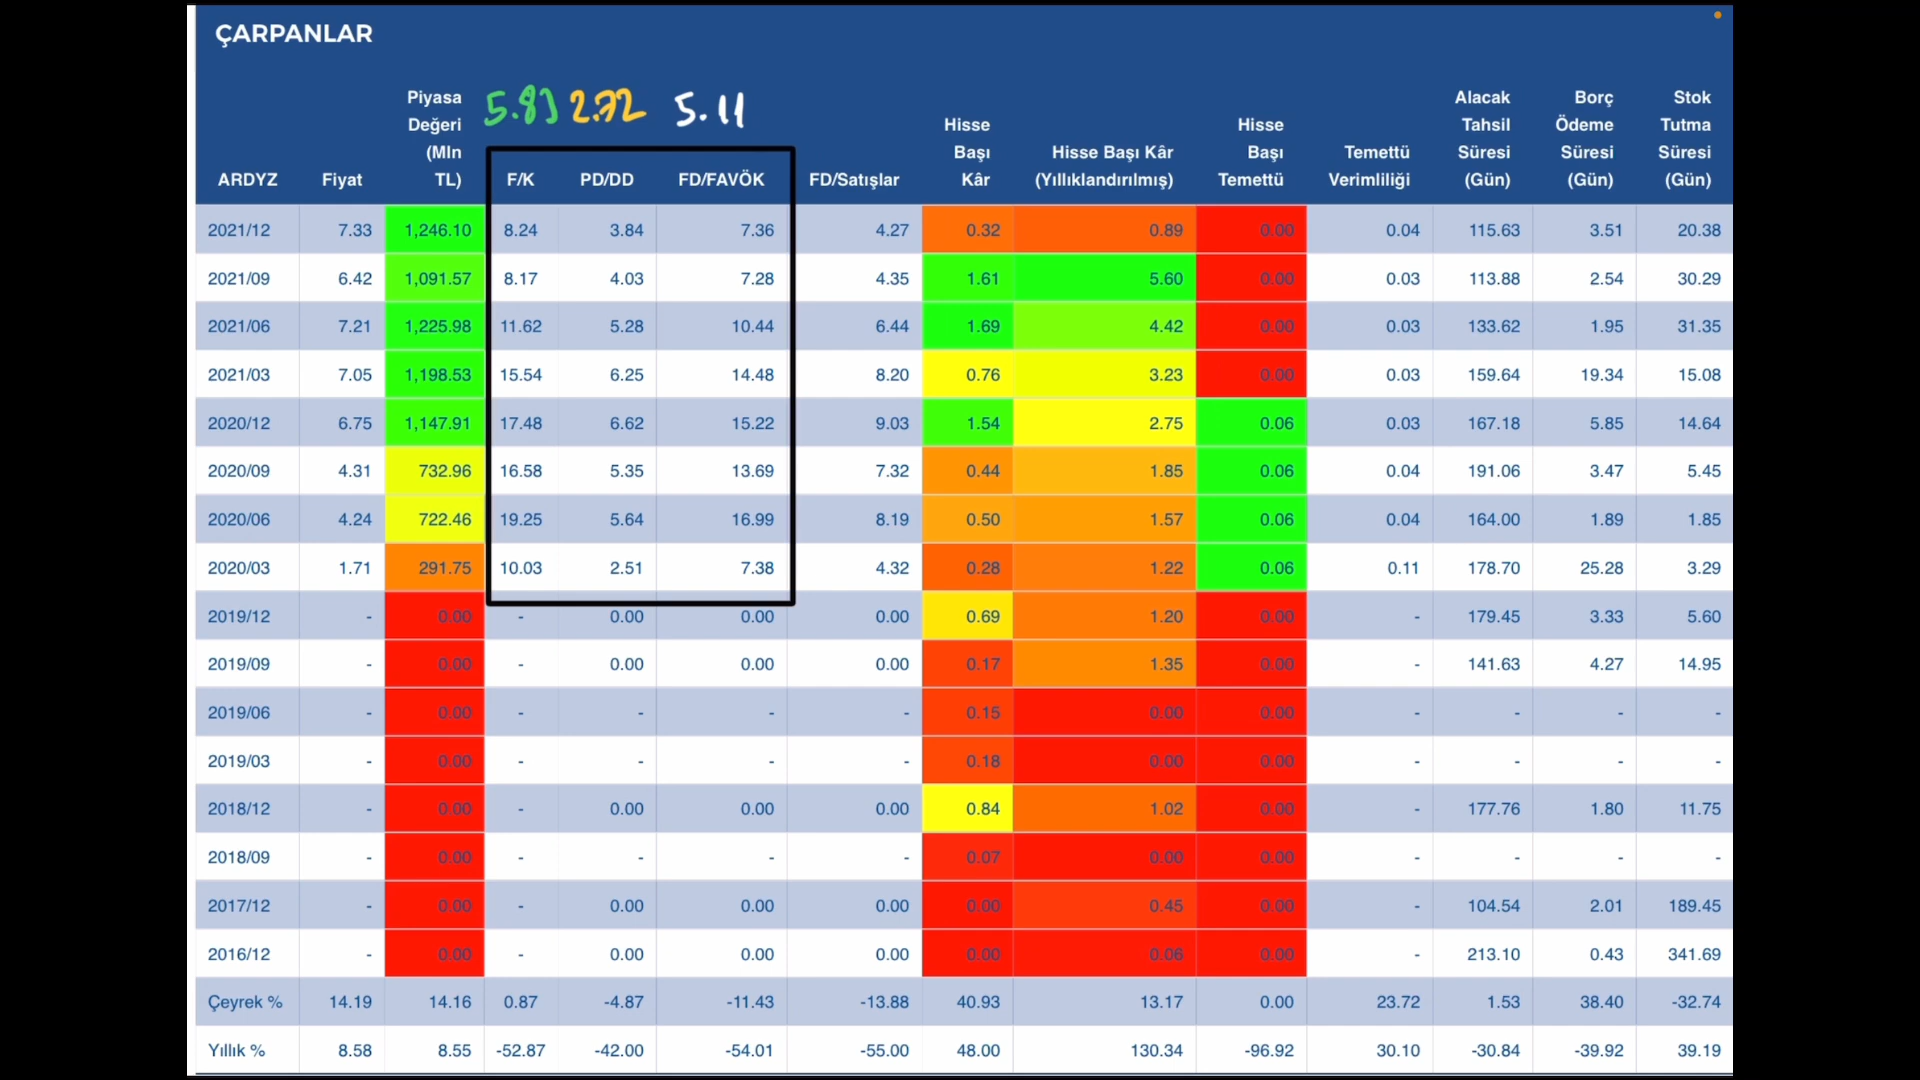 ÇARPANLAR
5.83 2.72 5.11
ARDYZ Fiyat Piyasa Değeri (Mln TL) F/K PD/DD FD/FAVÖK FD/Satışlar Hisse Başı Kâr Hisse Başı Kâr (Yıllıklandırılmış) Hisse Başı Temettü Temettü Verimliliği Alacak Tahsil Süresi (Gün) Borç Ödeme Süresi (Gün) Stok Tutma Süresi (Gün)
2021/12 7.33 1,246.10 8.24 3.84 7.36 4.27 0.32 0.89 0.00 0.04 115.63 3.51 20.38
2021/09 6.42 1,091.57 8.17 4.03 7.28 4.35 1.61 5.60 0.00 0.03 113.88 2.54 30.29
2021/06 7.21 1,225.98 11.62 5.28 10.44 6.44 1.69 4.42 0.00 0.03 133.62 1.95 31.35
2021/03 7.05 1,198.53 15.54 6.25 14.48 8.20 0.76 3.23 0.00 0.03 159.64 19.34 15.08
2020/12 6.75 1,147.91 17.48 6.62 15.22 9.03 1.54 2.75 0.06 0.03 167.18 5.85 14.64
2020/09 4.31 732.96 16.58 5.35 13.69 7.32 0.44 1.85 0.06 0.04 191.06 3.47 5.45
2020/06 4.24 722.46 19.25 5.64 16.99 8.19 0.50 1.57 0.06 0.04 164.00 1.89 1.85
2020/03 1.71 291.75 10.03 2.51 7.38 4.32 0.28 1.22 0.06 0.11 178.70 25.28 3.29
2019/12 - 0.00 - 0.00 0.00 0.00 0.69 1.20 0.00 - 179.45 3.33 5.60
2019/09 - 0.00 - 0.00 0.00 0.00 0.17 1.35 0.00 - 141.63 4.27 14.95
2019/06 - 0.00 - - - - 0.15 0.00 0.00 - - - -
2019/03 - 0.00 - - - - 0.18 0.00 0.00 - - - -
2018/12 - 0.00 - 0.00 0.00 0.00 0.84 1.02 0.00 - 177.76 1.80 11.75
2018/09 - 0.00 - - - - 0.07 0.00 0.00 - - - -
2017/12 - 0.00 - 0.00 0.00 0.00 0.00 0.45 0.00 - 104.54 2.01 189.45
2016/12 - 0.00 - 0.00 0.00 0.00 0.00 0.06 0.00 - 213.10 0.43 341.69
Çeyrek % 14.19 14.16 0.87 -4.87 -11.43 -13.88 40.93 13.17 0.00 23.72 1.53 38.40 -32.74
Yıllık % 8.58 8.55 -52.87 -42.00 -54.01 -55.00 48.00 130.34 -96.92 30.10 -30.84 -39.92 39.19